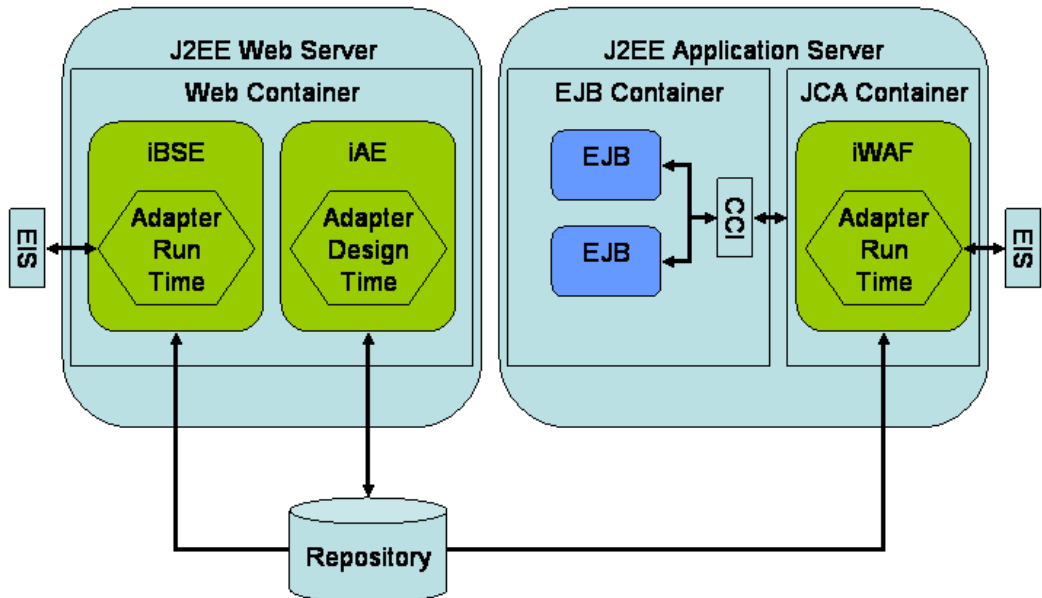 J2EE Web Server
Web Container
iBSE
Adapter
Run
Time
iAE
Adapter
Design
Time
EIS
J2EE Application Server
EJB Container
EJB
EJB
CCI
JCA Container
iWAF
Adapter
Run
Time
EIS
Repository